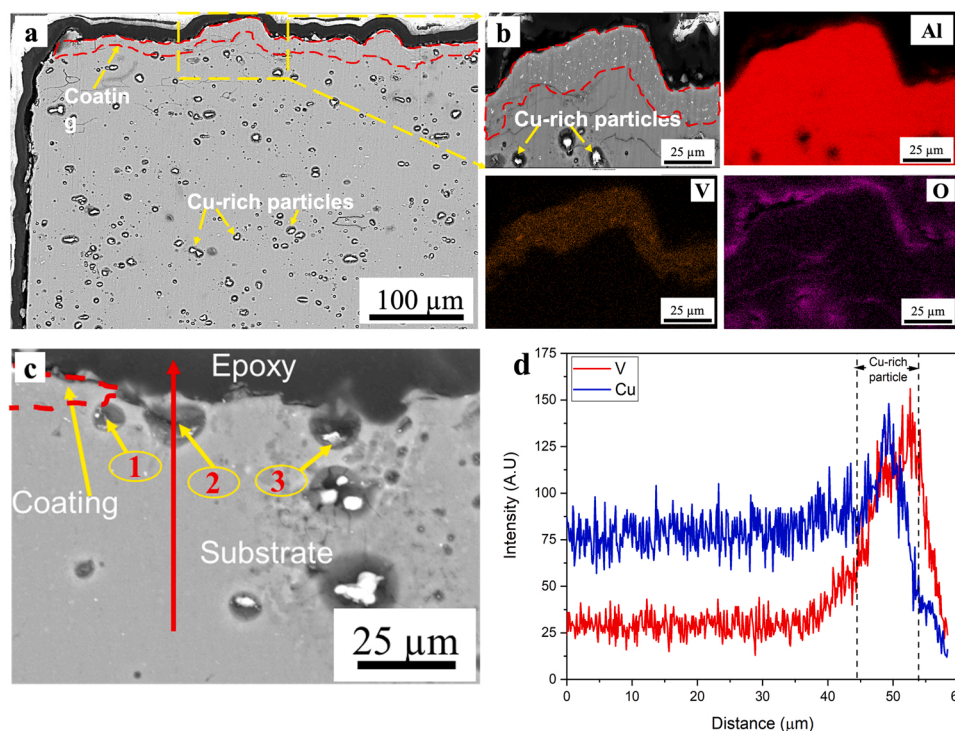 a
Coatin
g
Cu-rich particles
100 µm
b
Cu-rich particles
25 µm
Al
25 µm
V
25 µm
O
25 µm
c
Epoxy
1
2
3
Coating
Substrate
25 µm
d
175
150
125
100
75
50
25
0
V
Cu
Cu-rich
particle
Intensity (A.U)
0 10 20 30 40 50 6
Distance (µm)